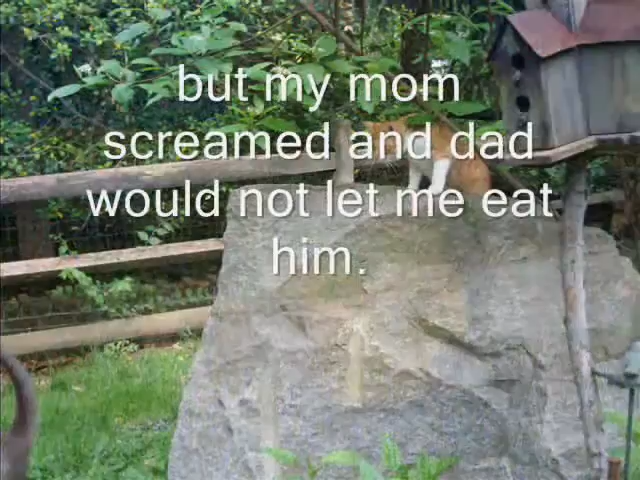 but my mom
screamed and dad
would not let me eat
him.